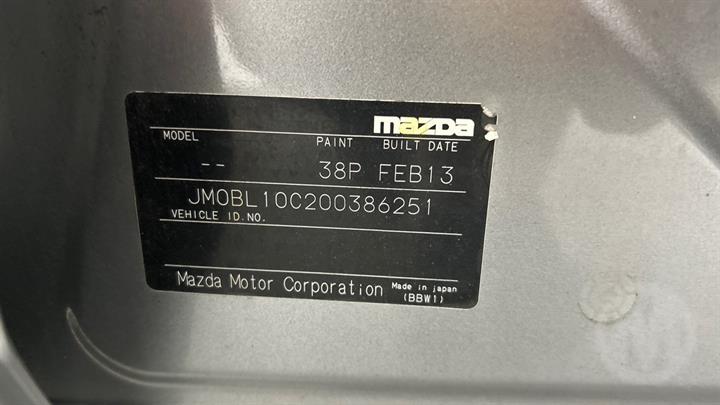 mazda
MODEL PAINT BUILT DATE
-- 38P FEB13
JM0BL10C200386251
VEHICLE ID.NO.
Mazda Motor Corporation Made in japan
(BBW1)